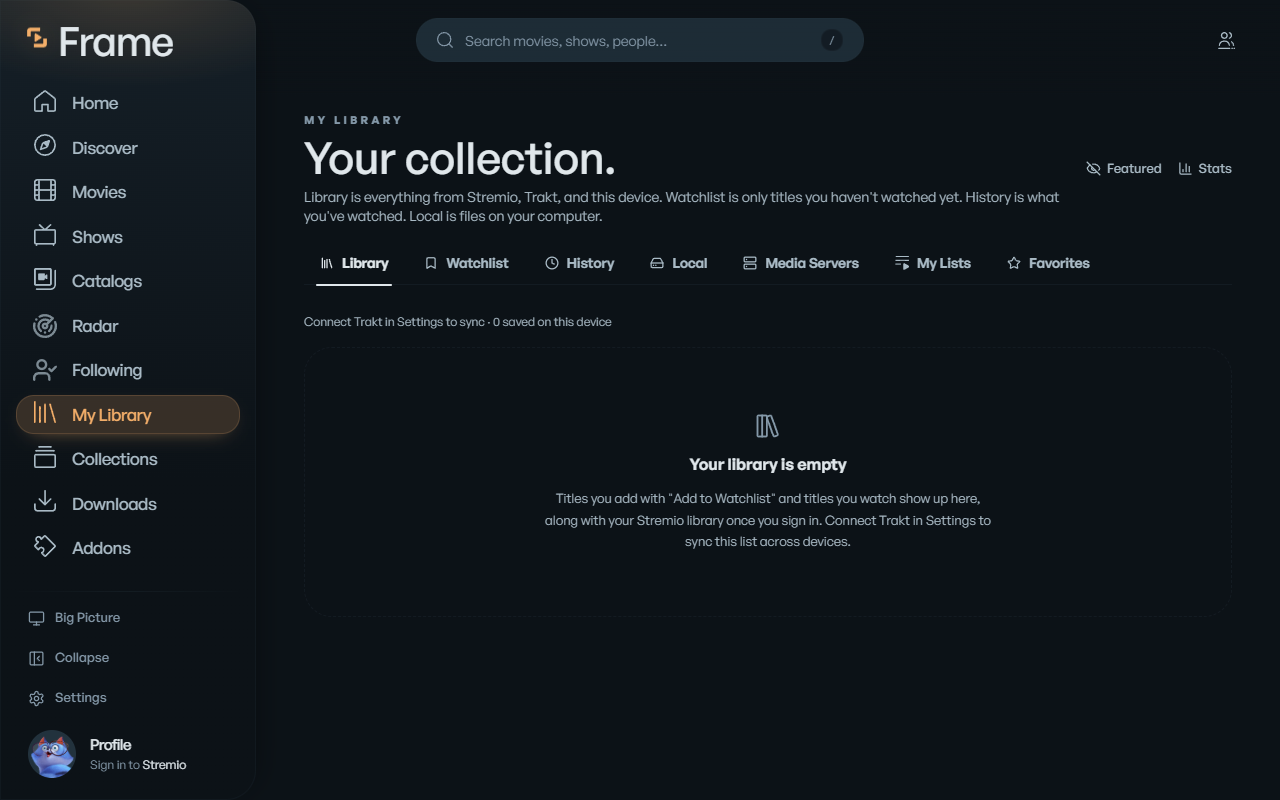 Frame
Search movies, shows, people...
/
Home
Discover
Movies
Shows
Catalogs
Radar
Following
My Library
Collections
Downloads
Addons
Big Picture
Collapse
Settings
Profile
Sign in to Stremio
MY LIBRARY
Your collection.
Featured
Stats
Library is everything from Stremio, Trakt, and this device. Watchlist is only titles you haven't watched yet. History is what
you've watched. Local is files on your computer.
Library
Watchlist
History
Local
Media Servers
My Lists
Favorites
Connect Trakt in Settings to sync · 0 saved on this device
Your library is empty
Titles you add with "Add to Watchlist" and titles you watch show up here,
along with your Stremio library once you sign in. Connect Trakt in Settings to
sync this list across devices.